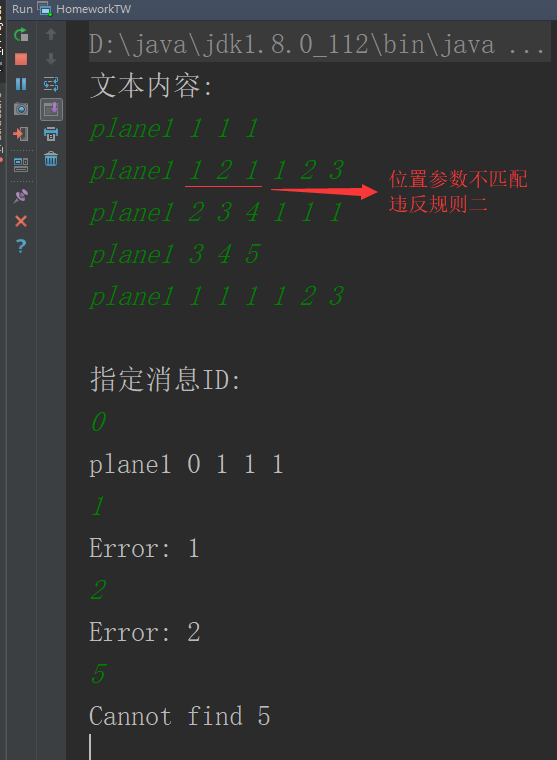 Run HomeworkTW
D:\java\jdk1.8.0_112\bin\java ...
文本内容:
plane1 1 1 1
plane1 1 2 1 1 2 3
位置参数不匹配
违反规则二
plane1 2 3 4 1 1 1
plane1 3 4 5
plane1 1 1 1 1 2 3
指定消息ID:
0
plane1 0 1 1 1
1
Error: 1
2
Error: 2
5
Cannot find 5